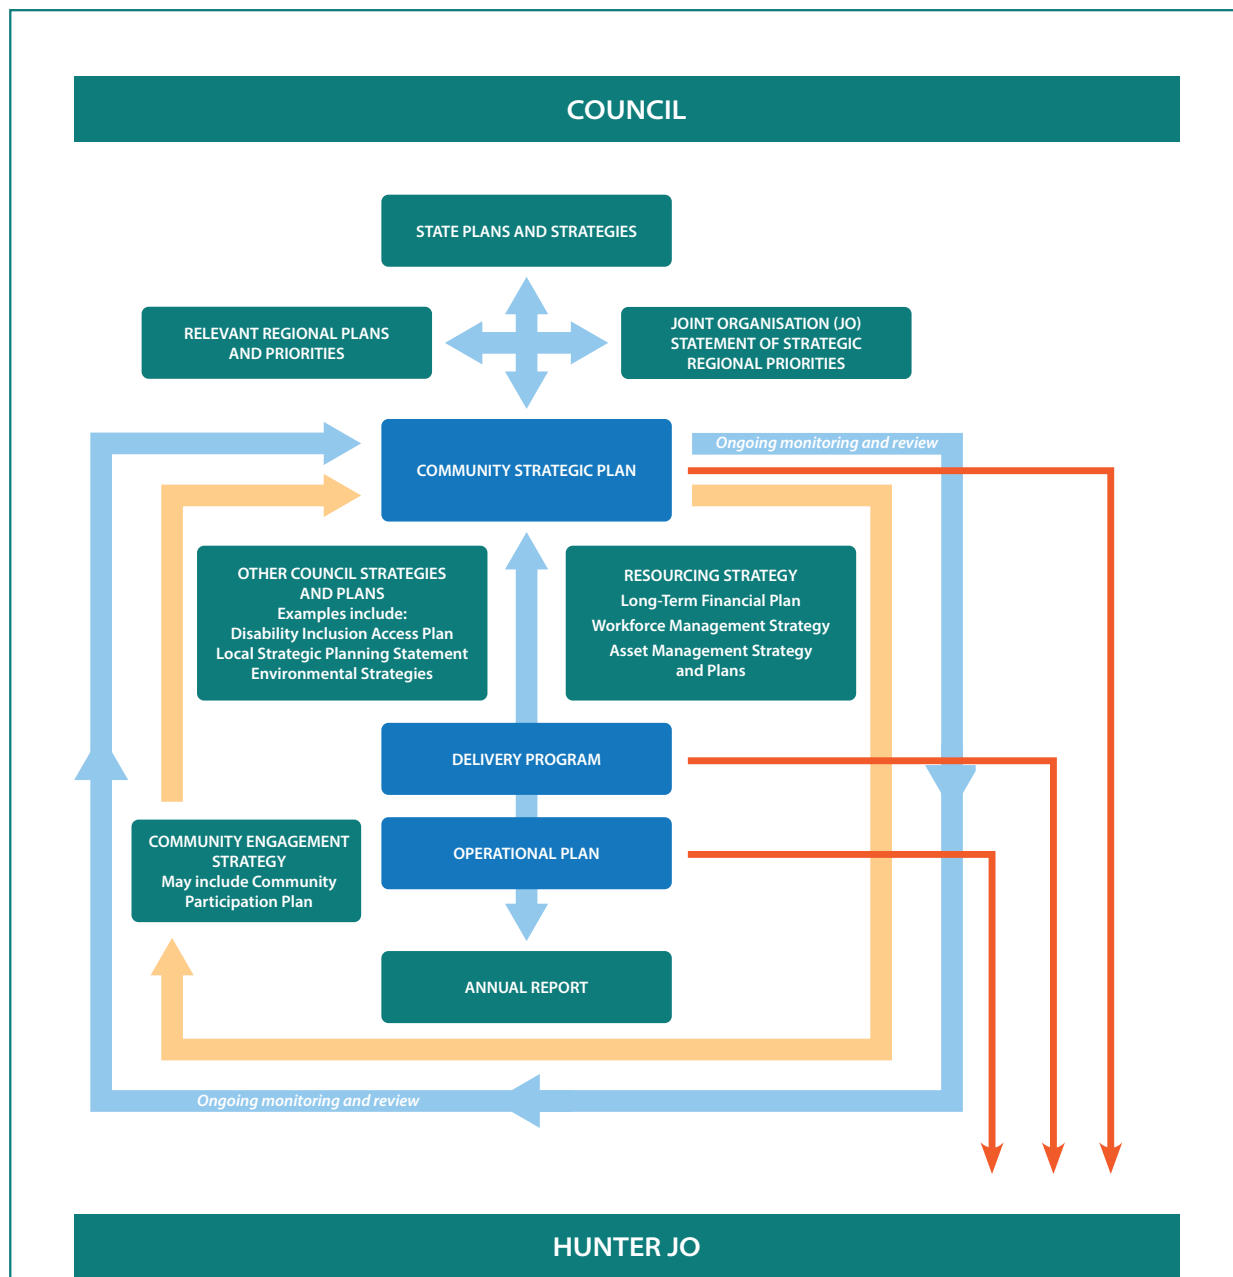 COUNCIL
STATE PLANS AND STRATEGIES
RELEVANT REGIONAL PLANS
AND PRIORITIES
JOINT ORGANISATION (JO)
STATEMENT OF STRATEGIC
REGIONAL PRIORITIES
COMMUNITY STRATEGIC PLAN
Ongoing monitoring and review
OTHER COUNCIL STRATEGIES
AND PLANS
Examples include:
Disability Inclusion Access Plan
Local Strategic Planning Statement
Environmental Strategies
RESOURCING STRATEGY
Long-Term Financial Plan
Workforce Management Strategy
Asset Management Strategy
and Plans
DELIVERY PROGRAM
OPERATIONAL PLAN
COMMUNITY ENGAGEMENT
STRATEGY
May include Community
Participation Plan
ANNUAL REPORT
Ongoing monitoring and review
HUNTER JO